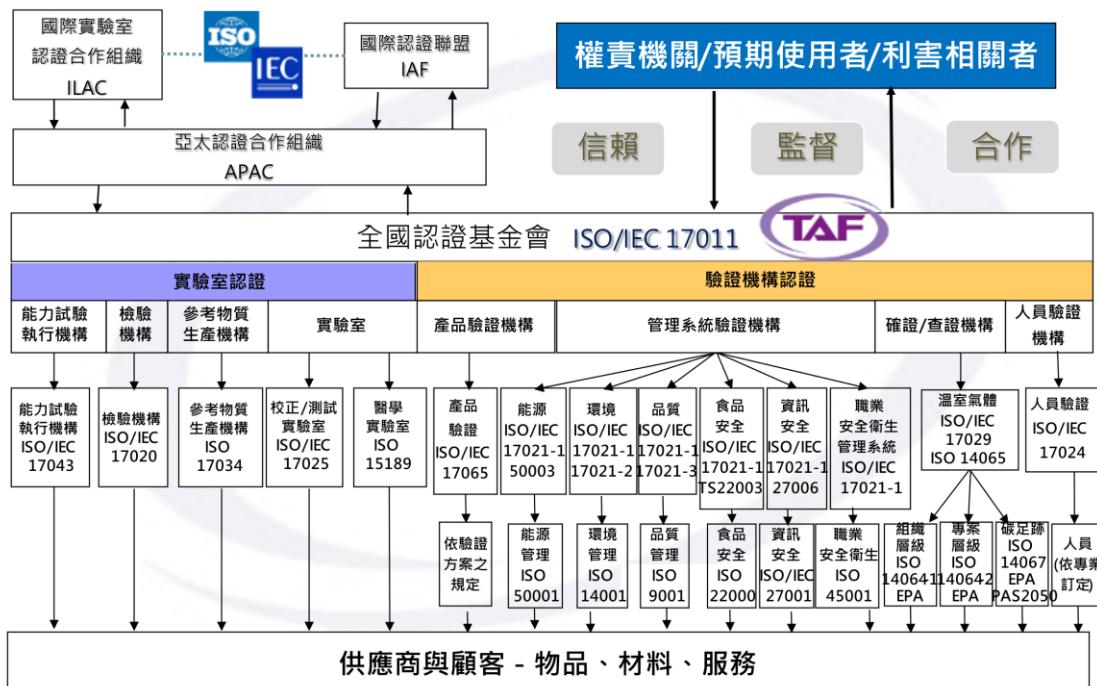 國際實驗室
認證合作組織
ILAC
ISO
IEC
國際認證聯盟
IAF
權責機關/預期使用者/利害相關者
亞太認證合作組織
APAC
信賴
監督
合作
全國認證基金會 ISO/IEC 17011
TAF
實驗室認證
驗證機構認證
能力試驗
執行機構
檢驗
機構
參考物質
生產機構
實驗室
產品驗證機構
管理系統驗證機構
確證/查證機構
人員驗證
機構
能力試驗
執行機構
ISO/IEC
17043
檢驗機構
ISO/IEC
17020
參考物質
生產機構
ISO
17034
校正/測試
實驗室
ISO/IEC
17025
醫學
實驗室
ISO
15189
產品
驗證
ISO/IEC
17065
能源
ISO/IEC
17021-1
50003
環境
ISO/IEC
17021-1
17021-2
品質
ISO/IEC
17021-1
17021-3
食品
安全
ISO/IEC
17021-1
TS22003
資訊
安全
ISO/IEC
17021-1
27006
職業
安全衛生
管理系統
ISO/IEC
17021-1
溫室氣體
ISO/IEC
17029
ISO 14065
人員驗證
ISO/IEC
17024
依驗證
方案之
規定
能源
管理
ISO
50001
環境
管理
ISO
14001
品質
管理
ISO
9001
食品
安全
ISO
22000
資訊
安全
ISO/IEC
27001
職業
安全衛生
ISO
45001
組織
層級
ISO
140641
EPA
專案
層級
ISO
140642
EPA
碳足跡
ISO
14067
EPA
PAS2050
人員
(依專業
訂定)
供應商與顧客 - 物品、材料、服務